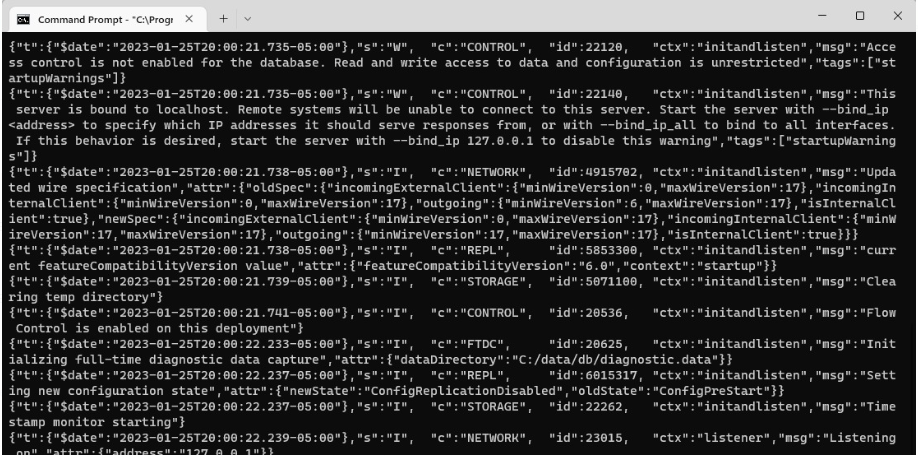 Command Prompt - "C:\Progr
{"t":{"$date":"2023-01-25T20:00:21.735-05:00"},"s":"W",  "c":"CONTROL",  "id":22120,   "ctx":"initandlisten","msg":"Acce
ss control is not enabled for the database. Read and write access to data and configuration is unrestricted","tags":["st
artupWarnings"]}
{"t":{"$date":"2023-01-25T20:00:21.735-05:00"},"s":"W",  "c":"CONTROL",  "id":22140,   "ctx":"initandlisten","msg":"This
 server is bound to localhost. Remote systems will be unable to connect to this server. Start the server with --bind_ip
<address> to specify which IP addresses it should serve responses from, or with --bind_ip_all to bind to all interfaces.
 If this behavior is desired, start the server with --bind_ip 127.0.0.1 to disable this warning","tags":["startupWarning
s"]}
{"t":{"$date":"2023-01-25T20:00:21.738-05:00"},"s":"I",  "c":"NETWORK",  "id":4915702, "ctx":"initandlisten","msg":"Upda
ted wire specification","attr":{"oldSpec":{"incomingExternalClient":{"minWireVersion":0,"maxWireVersion":17},"incomingIn
ternalClient":{"minWireVersion":0,"maxWireVersion":17},"outgoing":{"minWireVersion":6,"maxWireVersion":17},"isInternalCl
ient":true},"newSpec":{"incomingExternalClient":{"minWireVersion":0,"maxWireVersion":17},"incomingInternalClient":{"minW
ireVersion":17,"maxWireVersion":17},"outgoing":{"minWireVersion":17,"maxWireVersion":17},"isInternalClient":true}}}
{"t":{"$date":"2023-01-25T20:00:21.738-05:00"},"s":"I",  "c":"REPL",     "id":5853300, "ctx":"initandlisten","msg":"curr
ent featureCompatibilityVersion value","attr":{"featureCompatibilityVersion":"6.0","context":"startup"}}
{"t":{"$date":"2023-01-25T20:00:21.739-05:00"},"s":"I",  "c":"STORAGE",  "id":5071100, "ctx":"initandlisten","msg":"Clea
ring temp directory"}
{"t":{"$date":"2023-01-25T20:00:21.741-05:00"},"s":"I",  "c":"CONTROL",  "id":20536,   "ctx":"initandlisten","msg":"Flow
 Control is enabled on this deployment"}
{"t":{"$date":"2023-01-25T20:00:22.233-05:00"},"s":"I",  "c":"FTDC",     "id":20625,   "ctx":"initandlisten","msg":"Init
ializing full-time diagnostic data capture","attr":{"dataDirectory":"C:/data/db/diagnostic.data"}}
{"t":{"$date":"2023-01-25T20:00:22.237-05:00"},"s":"I",  "c":"REPL",     "id":6015317, "ctx":"initandlisten","msg":"Sett
ing new configuration state","attr":{"newState":"ConfigReplicationDisabled","oldState":"ConfigPreStart"}}
{"t":{"$date":"2023-01-25T20:00:22.237-05:00"},"s":"I",  "c":"STORAGE",  "id":22262,   "ctx":"initandlisten","msg":"Time
stamp monitor starting"}
{"t":{"$date":"2023-01-25T20:00:22.239-05:00"},"s":"I",  "c":"NETWORK",  "id":23015,   "ctx":"listener","msg":"Listening
 on","attr":{"address":"127.0.0.1"}}